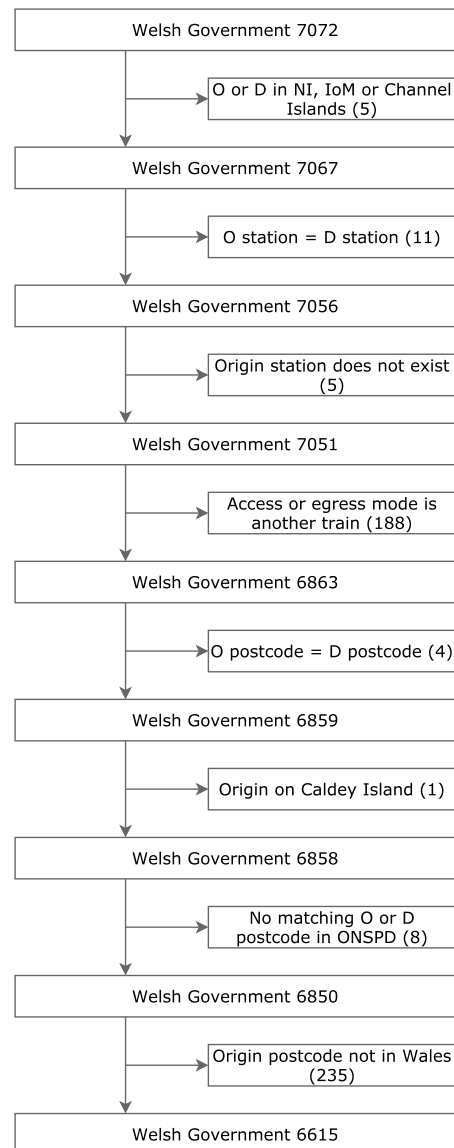 Welsh Government 7072
O or D in NI, IoM or Channel
Islands (5)
Welsh Government 7067
O station = D station (11)
Welsh Government 7056
Origin station does not exist
(5)
Welsh Government 7051
Access or egress mode is
another train (188)
Welsh Government 6863
O postcode = D postcode (4)
Welsh Government 6859
Origin on Caldey Island (1)
Welsh Government 6858
No matching O or D
postcode in ONSPD (8)
Welsh Government 6850
Origin postcode not in Wales
(235)
Welsh Government 6615